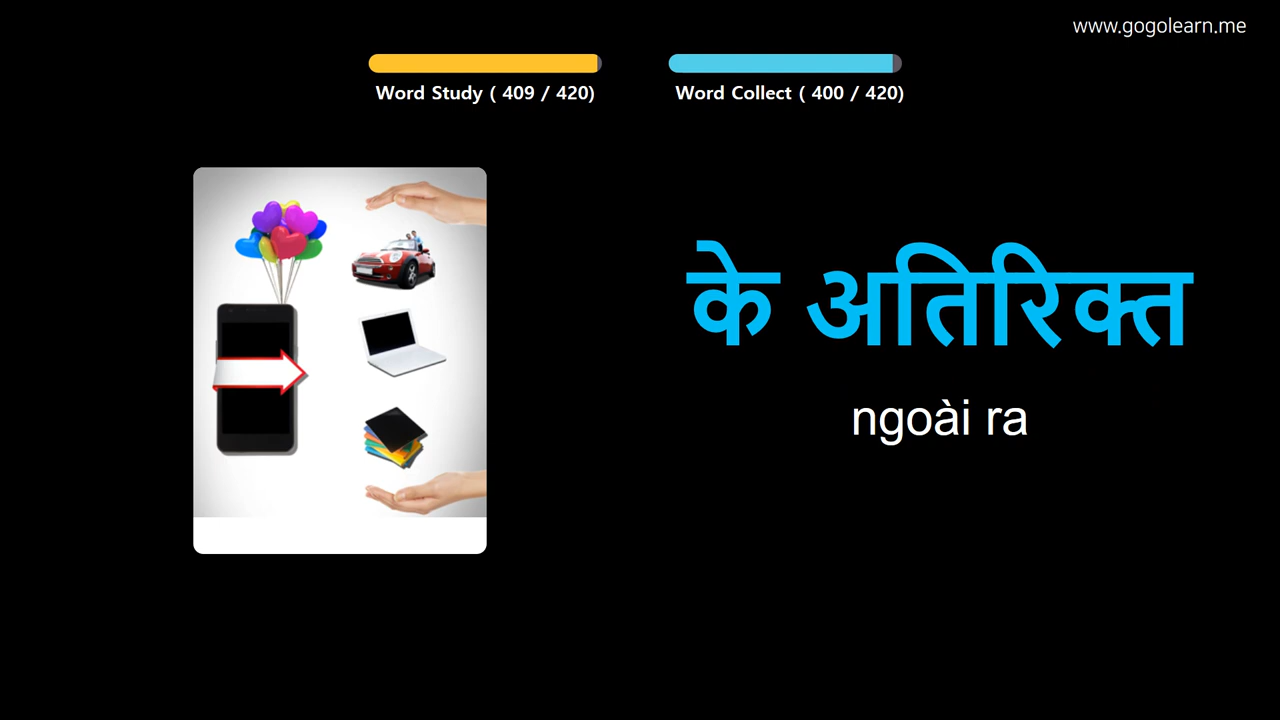 www.gogolearn.me
Word Study ( 409 / 420)
Word Collect ( 400 / 420)
के अतिरिक्त
ngoài ra